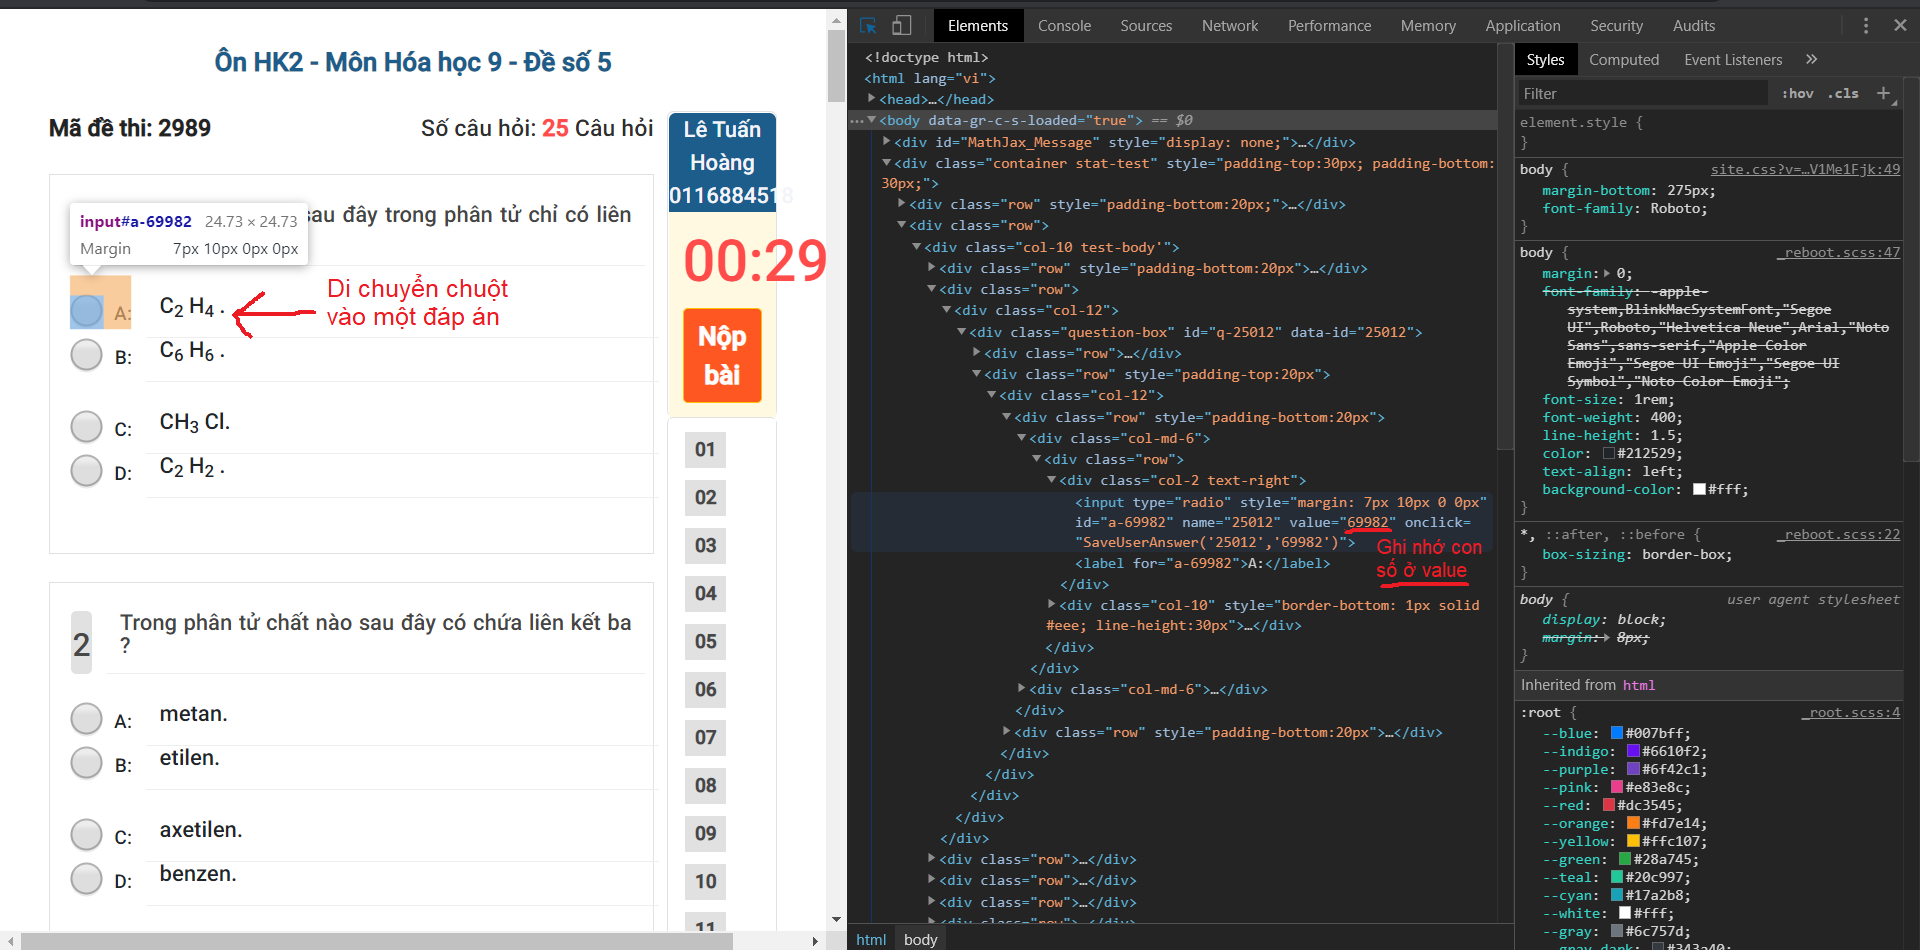 Ôn HK2 - Môn Hóa học 9 - Đề số 5
Mã đề thi: 2989
Số câu hỏi: 25 Câu hỏi
Lê Tuấn
Hoàng
0116884518
00:29
Nộp
bài
sau đây trong phân tử chỉ có liên
input#a-69982 24.73 × 24.73
Margin 7px 10px 0px 0px
A: C2 H4 .
Di chuyển chuột
vào một đáp án
B: C6 H6 .
C: CH3 Cl.
D: C2 H2 .
2
Trong phân tử chất nào sau đây có chứa liên kết ba
?
A: metan.
B: etilen.
C: axetilen.
D: benzen.
01
02
03
04
05
06
07
08
09
10
11
Elements Console Sources Network Performance Memory Application Security Audits
<!doctype html>
<html lang="vi">
<head>…</head>
<body data-gr-c-s-loaded="true"> == $0
<div id="MathJax_Message" style="display: none;">…</div>
<div class="container stat-test" style="padding-top:30px; padding-bottom:
30px;">
<div class="row" style="padding-bottom:20px;">…</div>
<div class="row">
<div class="col-10 test-body'">
<div class="row" style="padding-bottom:20px">…</div>
<div class="row">
<div class="col-12">
<div class="question-box" id="q-25012" data-id="25012">
<div class="row">…</div>
<div class="row" style="padding-top:20px">
<div class="col-12">
<div class="row" style="padding-bottom:20px">
<div class="col-md-6">
<div class="row">
<div class="col-2 text-right">
<input type="radio" style="margin: 7px 10px 0 0px"
id="a-69982" name="25012" value="69982" onclick=
"SaveUserAnswer('25012','69982')">
Ghi nhớ con
số ở value
<label for="a-69982">A:</label>
</div>
<div class="col-10" style="border-bottom: 1px solid
#eee; line-height:30px">…</div>
</div>
</div>
<div class="col-md-6">…</div>
</div>
<div class="row" style="padding-bottom:20px">…</div>
</div>
</div>
</div>
</div>
</div>
<div class="row">…</div>
<div class="row">…</div>
<div class="row">…</div>
<div class="row">…</div>
html body
Styles Computed Event Listeners »
Filter :hov .cls +
element.style {
}
body { site.css?v=…V1Me1Fjk:49
margin-bottom: 275px;
font-family: Roboto;
}
body { _reboot.scss:47
margin: 0;
font-family: -apple-
system,BlinkMacSystemFont,"Segoe
UI",Roboto,"Helvetica Neue",Arial,"Noto
Sans",sans-serif,"Apple Color
Emoji","Segoe UI Emoji","Segoe UI
Symbol","Noto Color Emoji";
font-size: 1rem;
font-weight: 400;
line-height: 1.5;
color: #212529;
text-align: left;
background-color: #fff;
}
*, ::after, ::before { _reboot.scss:22
box-sizing: border-box;
}
body { user agent stylesheet
display: block;
margin: 8px;
}
Inherited from html
:root { _root.scss:4
--blue: #007bff;
--indigo: #6610f2;
--purple: #6f42c1;
--pink: #e83e8c;
--red: #dc3545;
--orange: #fd7e14;
--yellow: #ffc107;
--green: #28a745;
--teal: #20c997;
--cyan: #17a2b8;
--white: #fff;
--gray: #6c757d;
--gray-dark: #343a40;